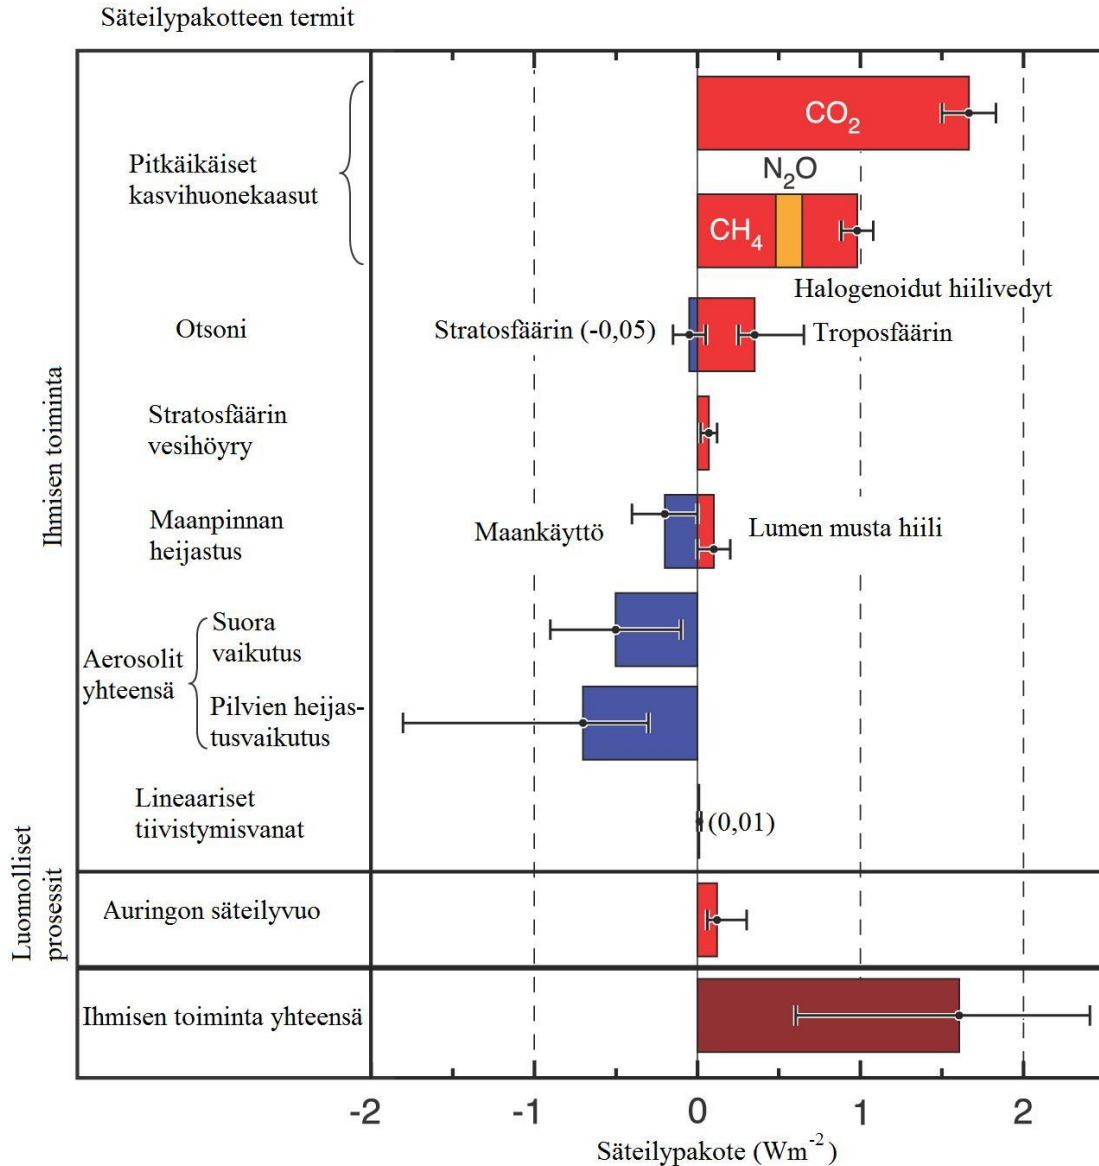 Säteilypakotteen termit
Ihmisen toiminta
Pitkäikäiset
kasvihuonekaasut
CO₂
N₂O
CH₄
Halogenoidut hiilivedyt
Otsoni
Stratosfäärin (-0,05)
Troposfäärin
Stratosfäärin
vesihöyry
Maanpinnan
heijastus
Maankäyttö
Lumen musta hiili
Aerosolit
yhteensä
Suora
vaikutus
Pilvien heijas-
tusvaikutus
Lineaariset
tiivistymisvanat
(0,01)
Luonnolliset
prosessit
Auringon säteilyvuo
Ihmisen toiminta yhteensä
-2 -1 0 1 2
Säteilypakote (Wm⁻²)